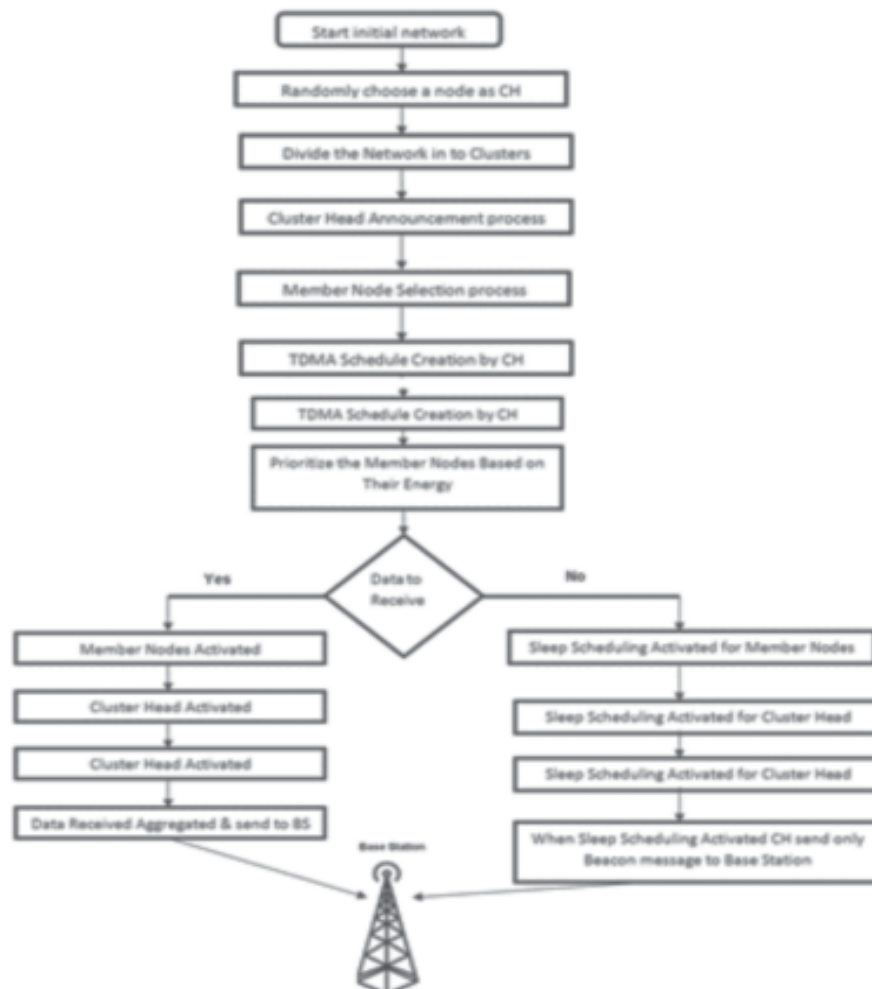 Start initial network
Randomly choose a node as CH
Divide the Network in to Clusters
Cluster Head Announcement process
Member Node Selection process
TDMA Schedule Creation by CH
TDMA Schedule Creation by CH
Prioritize the Member Nodes Based on
Their Energy
Data to
Receive
Yes
No
Member Nodes Activated
Cluster Head Activated
Cluster Head Activated
Data Received Aggregated & send to BS
Sleep Scheduling Activated for Member Nodes
Sleep Scheduling Activated for Cluster Head
Sleep Scheduling Activated for Cluster Head
When Sleep Scheduling Activated CH send only
Beacon message to Base Station
Base Station